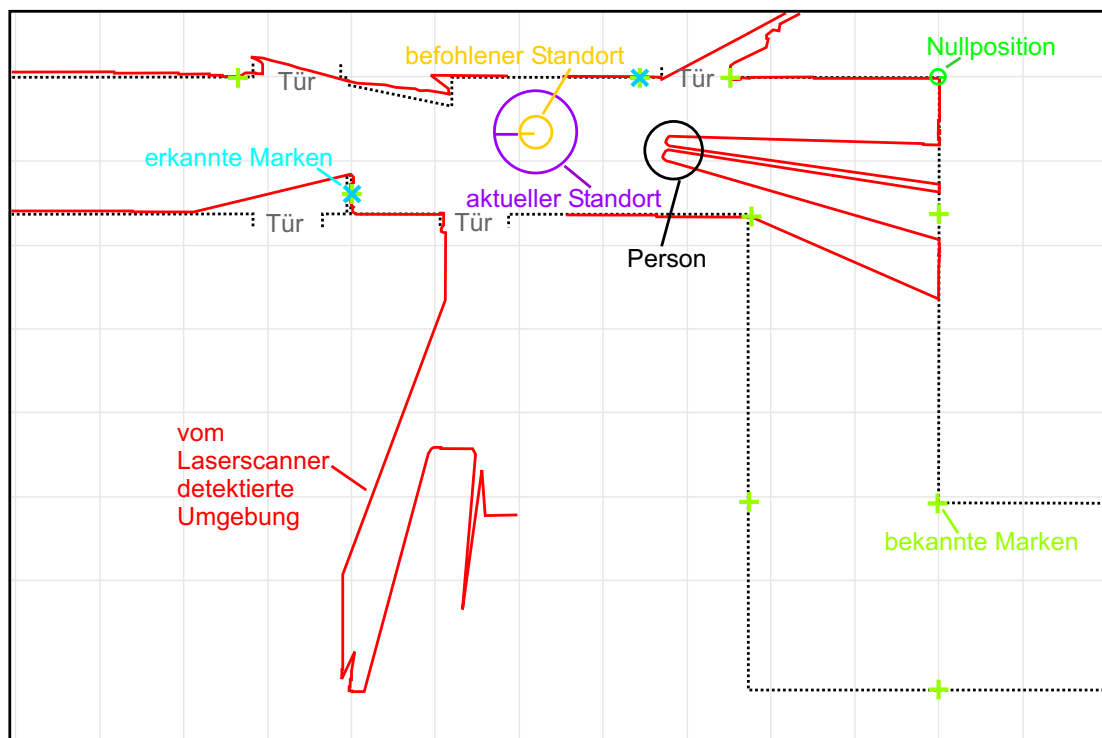 befohlener Standort
Nullposition
Tür
Tür
erkannte Marken
aktueller Standort
Tür
Tür
Person
vom
Laserscanner
detektierte
Umgebung
bekannte Marken